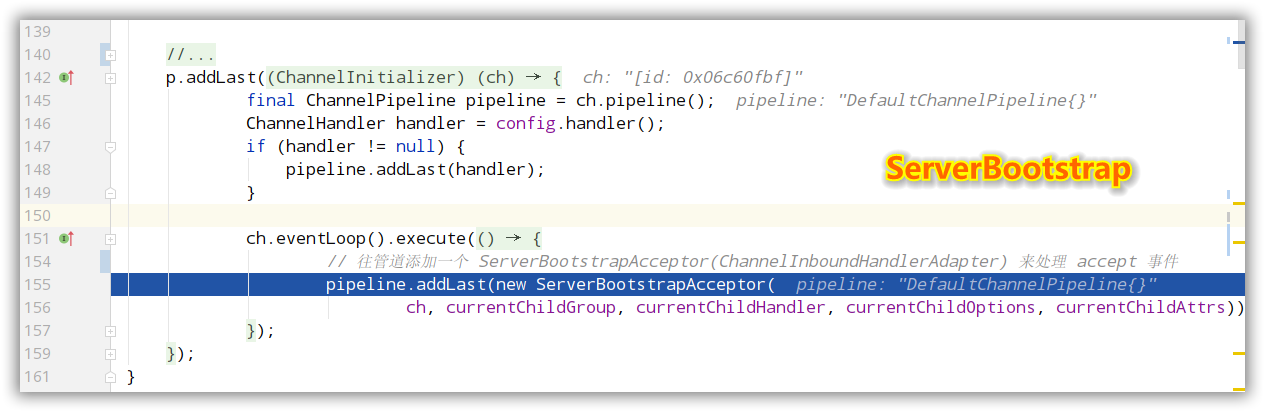 139
140 //...
142 p.addLast((ChannelInitializer) (ch) → { ch: "[id: 0x06c60fbf]"
145 final ChannelPipeline pipeline = ch.pipeline(); pipeline: "DefaultChannelPipeline{}"
146 ChannelHandler handler = config.handler();
147 if (handler != null) {
148 pipeline.addLast(handler);
149 }
ServerBootstrap
150
151 ch.eventLoop().execute(() → {
154 // 往管道添加一个 ServerBootstrapAcceptor(ChannelInboundHandlerAdapter) 来处理 accept 事件
155 pipeline.addLast(new ServerBootstrapAcceptor( pipeline: "DefaultChannelPipeline{}"
156 ch, currentChildGroup, currentChildHandler, currentChildOptions, currentChildAttrs))
157 });
159 });
161 }